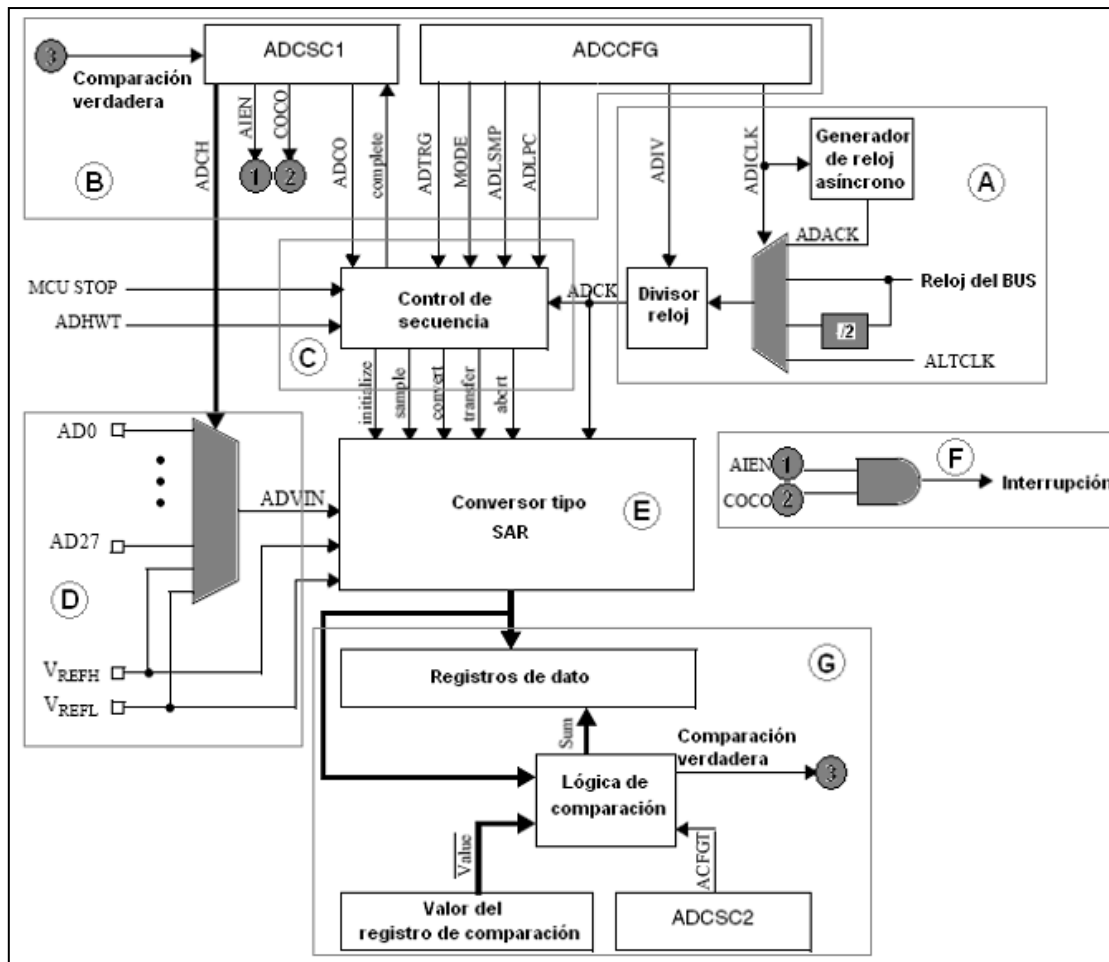 3
Comparación
verdadera
ADCSC1
ADCCFG
B
ADCH
AIEN
COCO
ADCO
complete
ADTRG
MODE
ADLSMP
ADLPC
ADIV
ADICLK
1
2
Generador
de reloj
asíncrono
A
ADACK
Reloj del BUS
/2
ALTCLK
Divisor
reloj
ADCK
MCU STOP
ADHWT
Control de
secuencia
C
initialize
sample
convert
transfer
abort
AD0
AD27
ADVIN
D
VREFH
VREFL
Conversor tipo
SAR
E
AIEN 1
COCO 2
F
Interrupción
G
Registros de dato
Sum
Comparación
verdadera
3
Lógica de
comparación
Value
ACFGT
Valor del
registro de comparación
ADCSC2